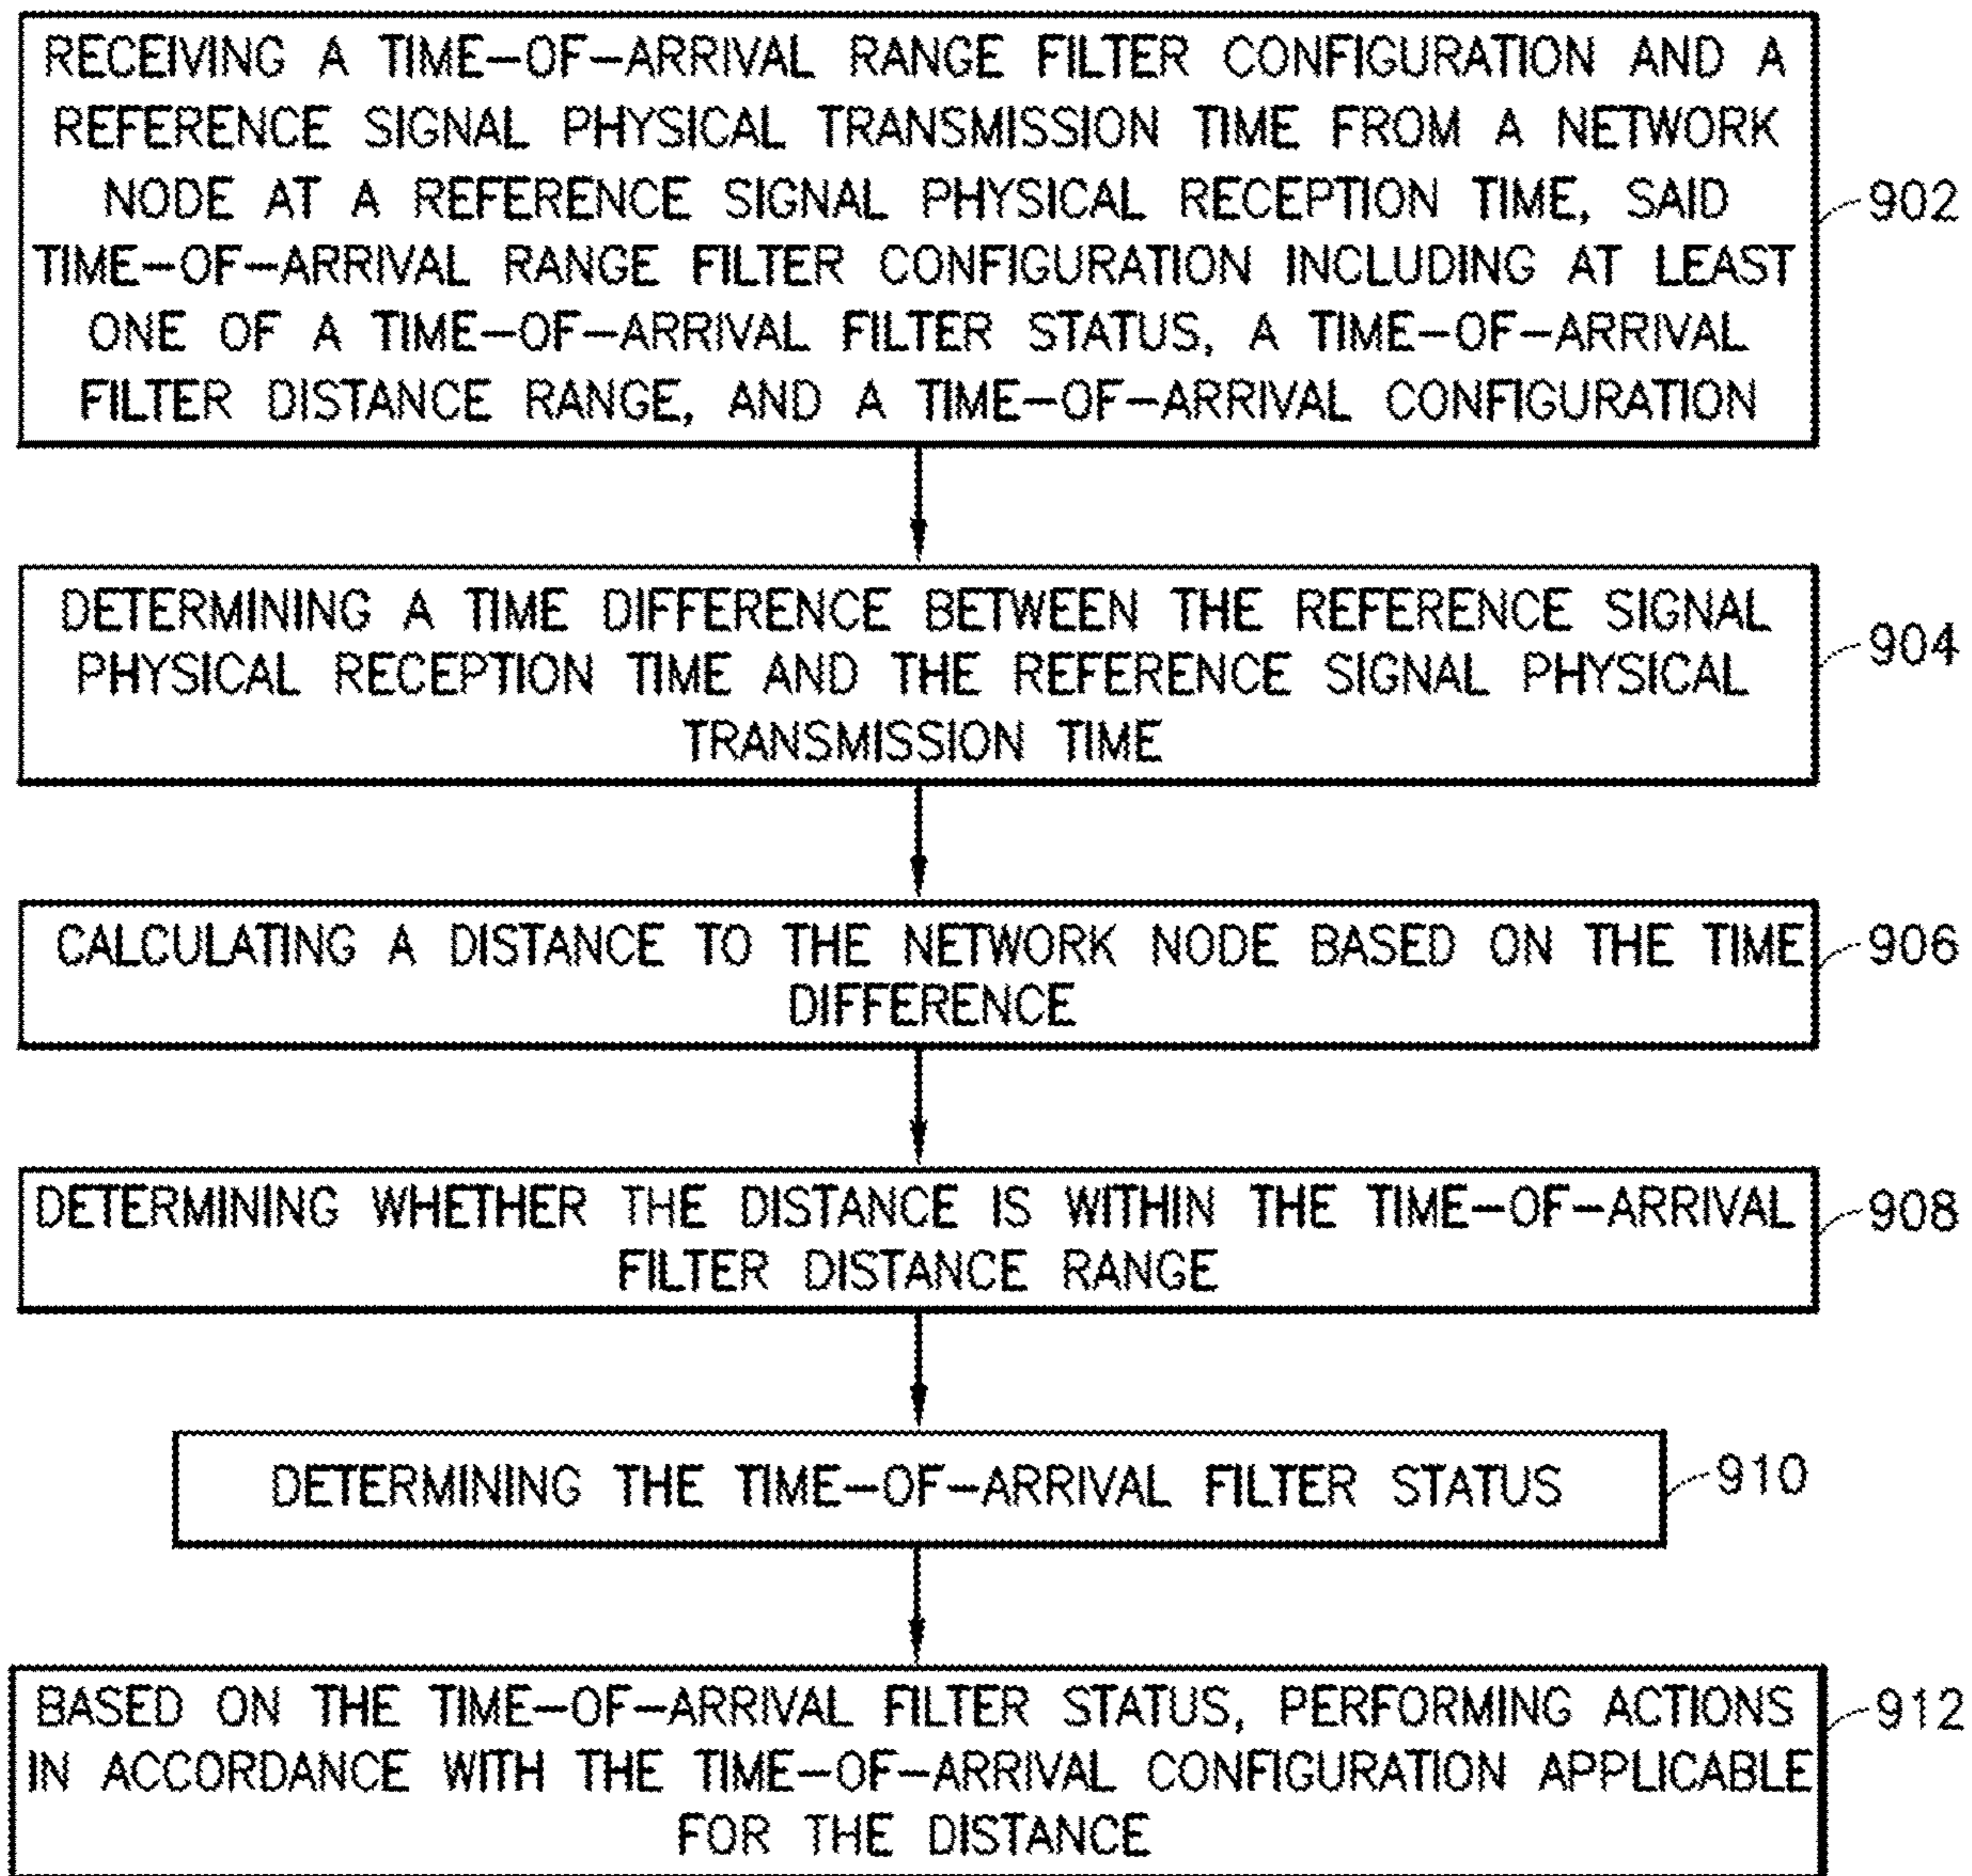 RECEIVING A TIME-OF-ARRIVAL RANGE FILTER CONFIGURATION AND A
REFERENCE SIGNAL PHYSICAL TRANSMISSION TIME FROM A NETWORK
NODE AT A REFERENCE SIGNAL PHYSICAL RECEPTION TIME, SAID
TIME-OF-ARRIVAL RANGE FILTER CONFIGURATION INCLUDING AT LEAST
ONE OF A TIME-OF-ARRIVAL FILTER STATUS, A TIME-OF-ARRIVAL
FILTER DISTANCE RANGE, AND A TIME-OF-ARRIVAL CONFIGURATION
902
DETERMINING A TIME DIFFERENCE BETWEEN THE REFERENCE SIGNAL
PHYSICAL RECEPTION TIME AND THE REFERENCE SIGNAL PHYSICAL
TRANSMISSION TIME
904
CALCULATING A DISTANCE TO THE NETWORK NODE BASED ON THE TIME
DIFFERENCE
906
DETERMINING WHETHER THE DISTANCE IS WITHIN THE TIME-OF-ARRIVAL
FILTER DISTANCE RANGE
908
DETERMINING THE TIME-OF-ARRIVAL FILTER STATUS
910
BASED ON THE TIME-OF-ARRIVAL FILTER STATUS, PERFORMING ACTIONS
IN ACCORDANCE WITH THE TIME-OF-ARRIVAL CONFIGURATION APPLICABLE
FOR THE DISTANCE
912